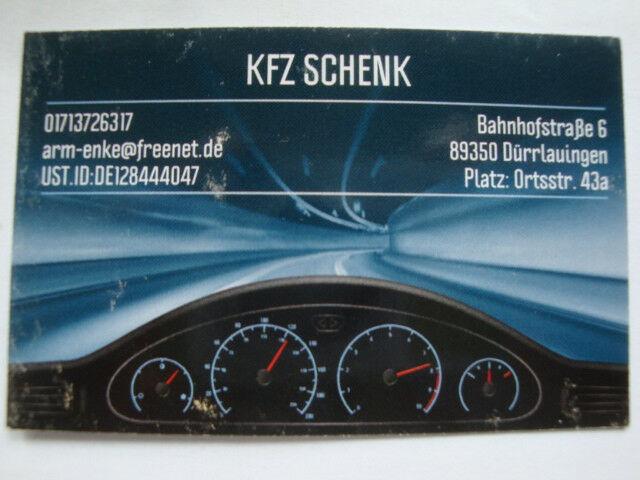 KFZ SCHENK
01713726317
arm-enke@freenet.de
UST.ID:DE128444047
Bahnhofstraße 6
89350 Dürrlauingen
Platz: Ortsstr. 43a